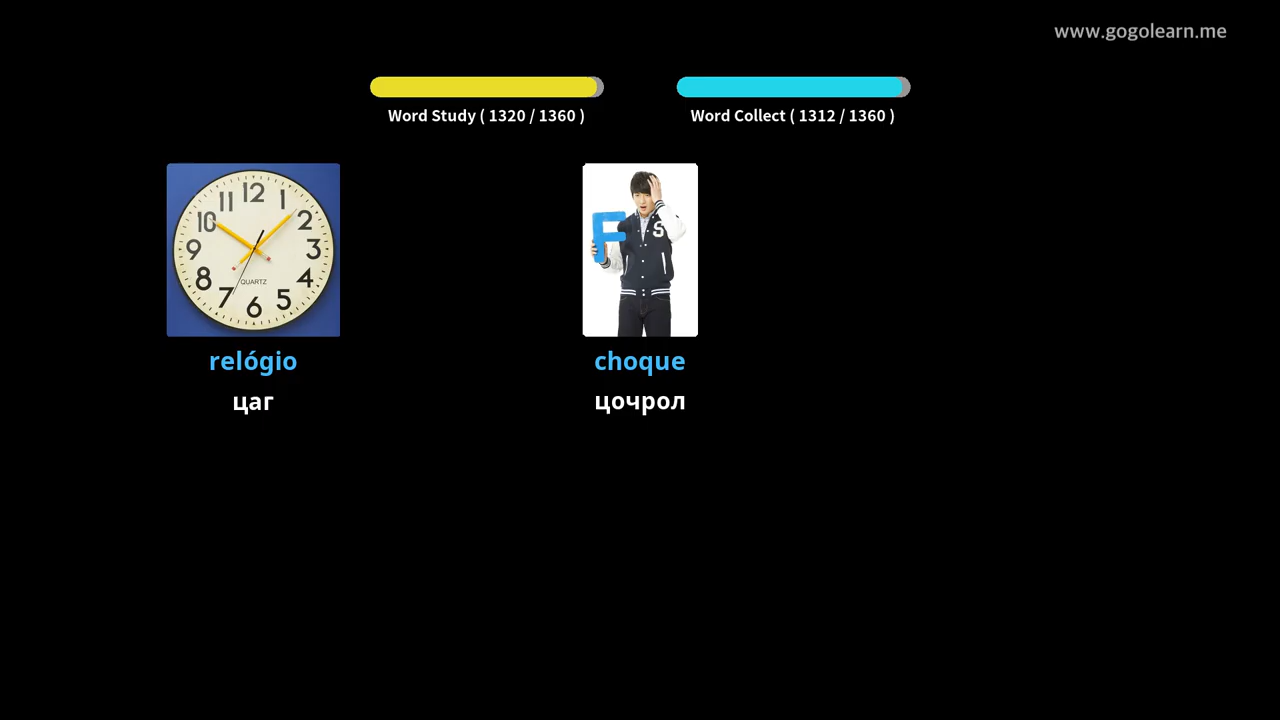 www.gogolearn.me
Word Study ( 1320 / 1360 )
Word Collect ( 1312 / 1360 )
12
11
1
10
2
9
3
8
4
QUARTZ
7
5
6
F
S
relógio
choque
цаг
цочрол